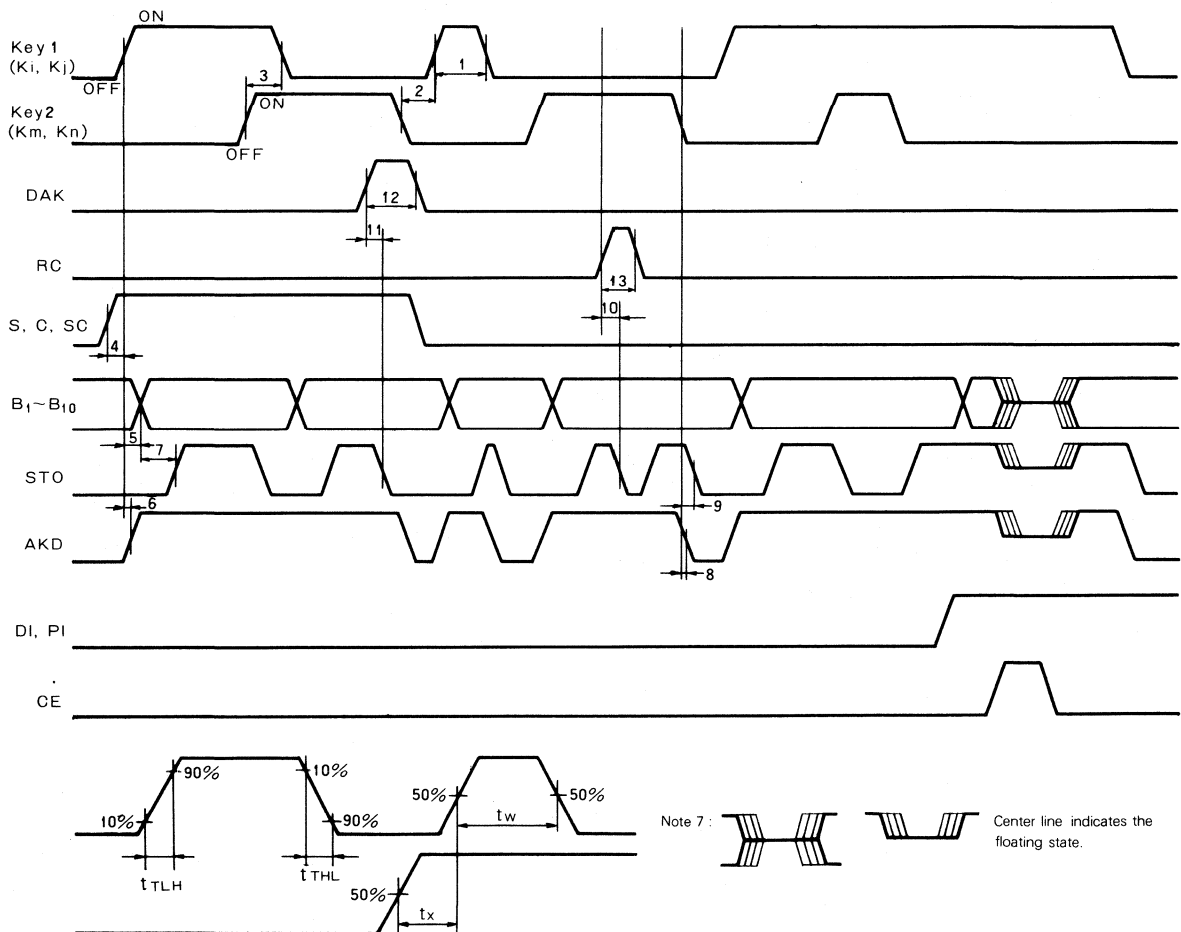 ON
Key 1
(Ki, Kj)
OFF
3
2
1
ON
Key2
(Km, Kn)
OFF
DAK
12
11
RC
13
10
S, C, SC
4
B1~B10
5
7
STO
9
6
AKD
8
DI, PI
CE
90%
10%
10%
90%
tTLH
tTHL
50%
50%
tw
50%
tx
Note 7 :
Center line indicates the
floating state.